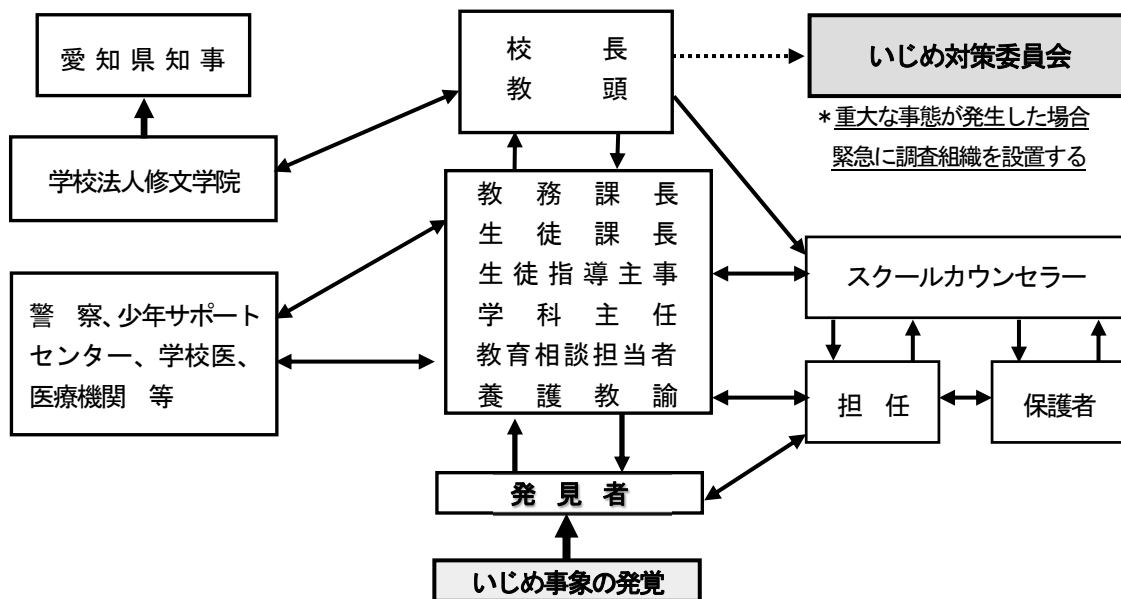 愛知県知事
学校法人修文学院
警 察、少年サポート
センター、学校医、
医療機関 等
校長
教頭
教務課長
生徒課長
生徒指導主事
学科主任
教育相談担当者
養護教諭
発見者
いじめ事象の発覚
いじめ対策委員会
*重大な事態が発生した場合
緊急に調査組織を設置する
スクールカウンセラー
担 任
保護者